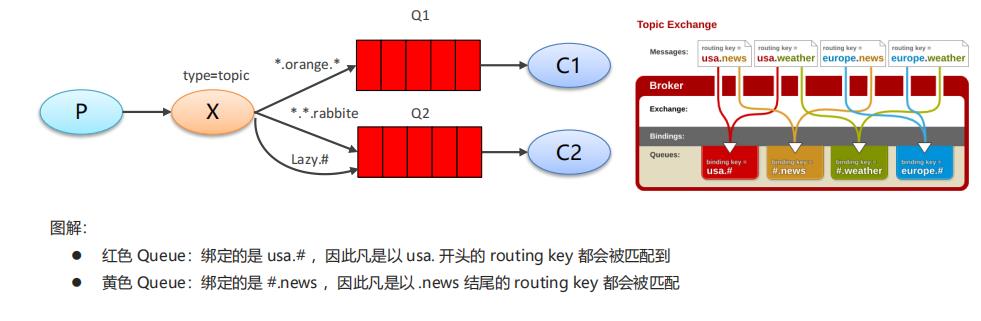 Q1
type=topic
*.orange.*
P
X
C1
*.*.rabbite
Q2
Lazy.#
C2
Topic Exchange
Messages:
routing key =
usa.news
routing key =
usa.weather
routing key =
europe.news
routing key =
europe.weather
Broker
Exchange:
Bindings:
Queues:
binding key =
usa.#
binding key =
#.news
binding key =
#.weather
binding key =
europe.#
图解：
● 红色 Queue：绑定的是 usa.# ，因此凡是以 usa. 开头的 routing key 都会被匹配到
● 黄色 Queue：绑定的是 #.news ，因此凡是以 .news 结尾的 routing key 都会被匹配